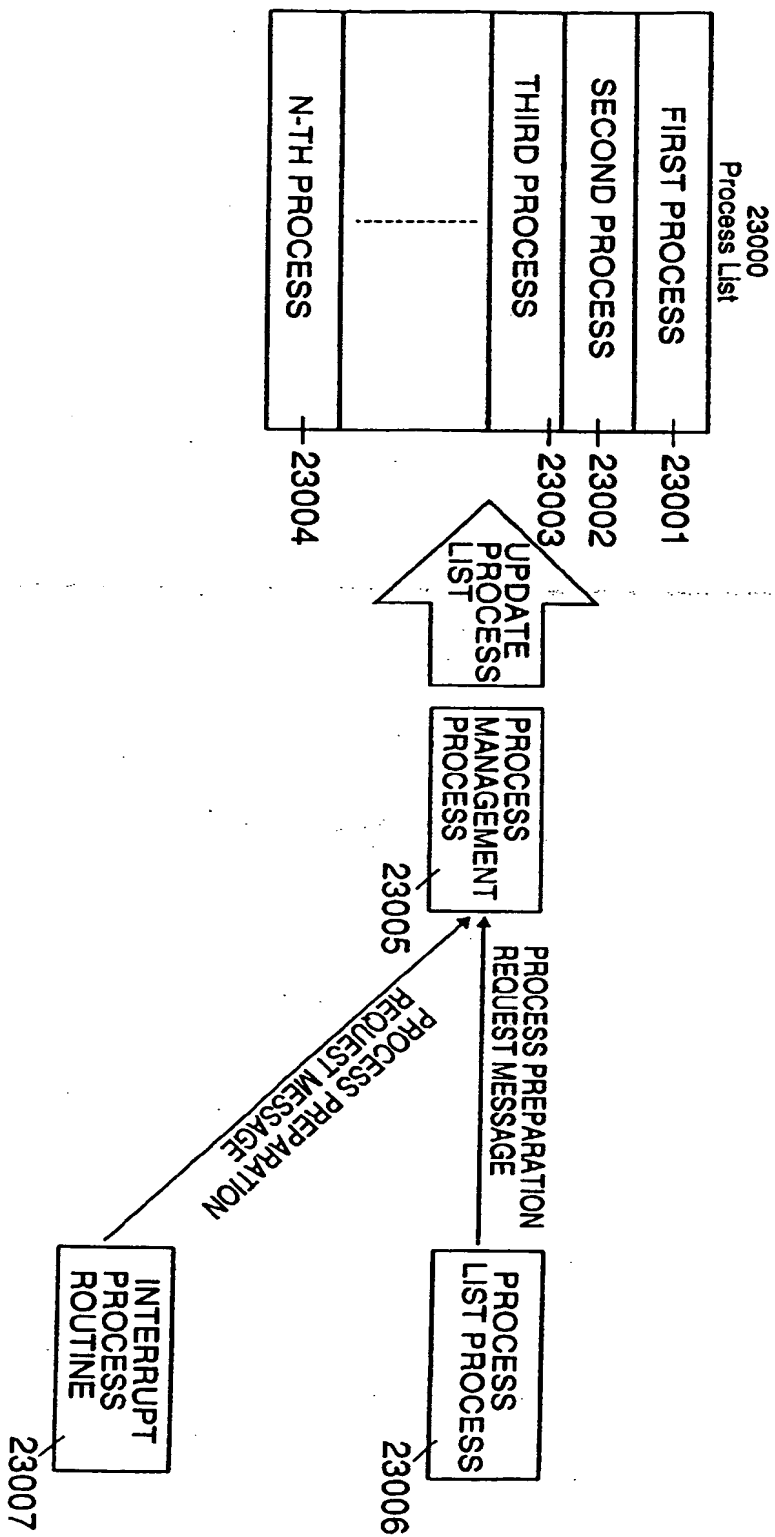 23000
Process List
FIRST PROCESS
23001
SECOND PROCESS
23002
THIRD PROCESS
23003
N-TH PROCESS
23004
UPDATE
PROCESS
LIST
PROCESS
MANAGEMENT
PROCESS
23005
PROCESS PREPARATION
REQUEST MESSAGE
PROCESS PREPARATION
REQUEST MESSAGE
PROCESS
LIST PROCESS
23006
INTERRUPT
PROCESS
ROUTINE
23007